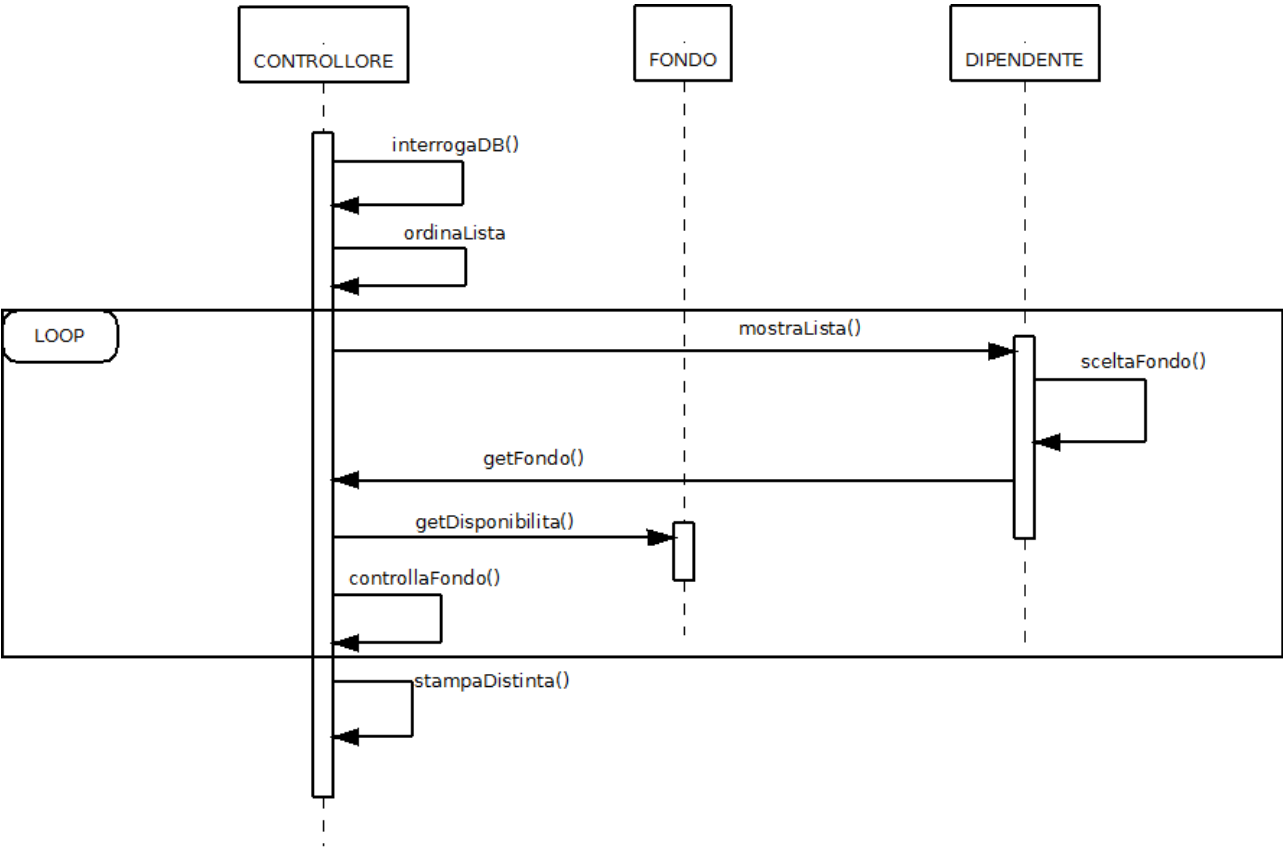 CONTROLLORE
FONDO
DIPENDENTE
interrogaDB()
ordinaLista
LOOP
mostraLista()
sceltaFondo()
getFondo()
getDisponibilita()
controllaFondo()
stampaDistinta()